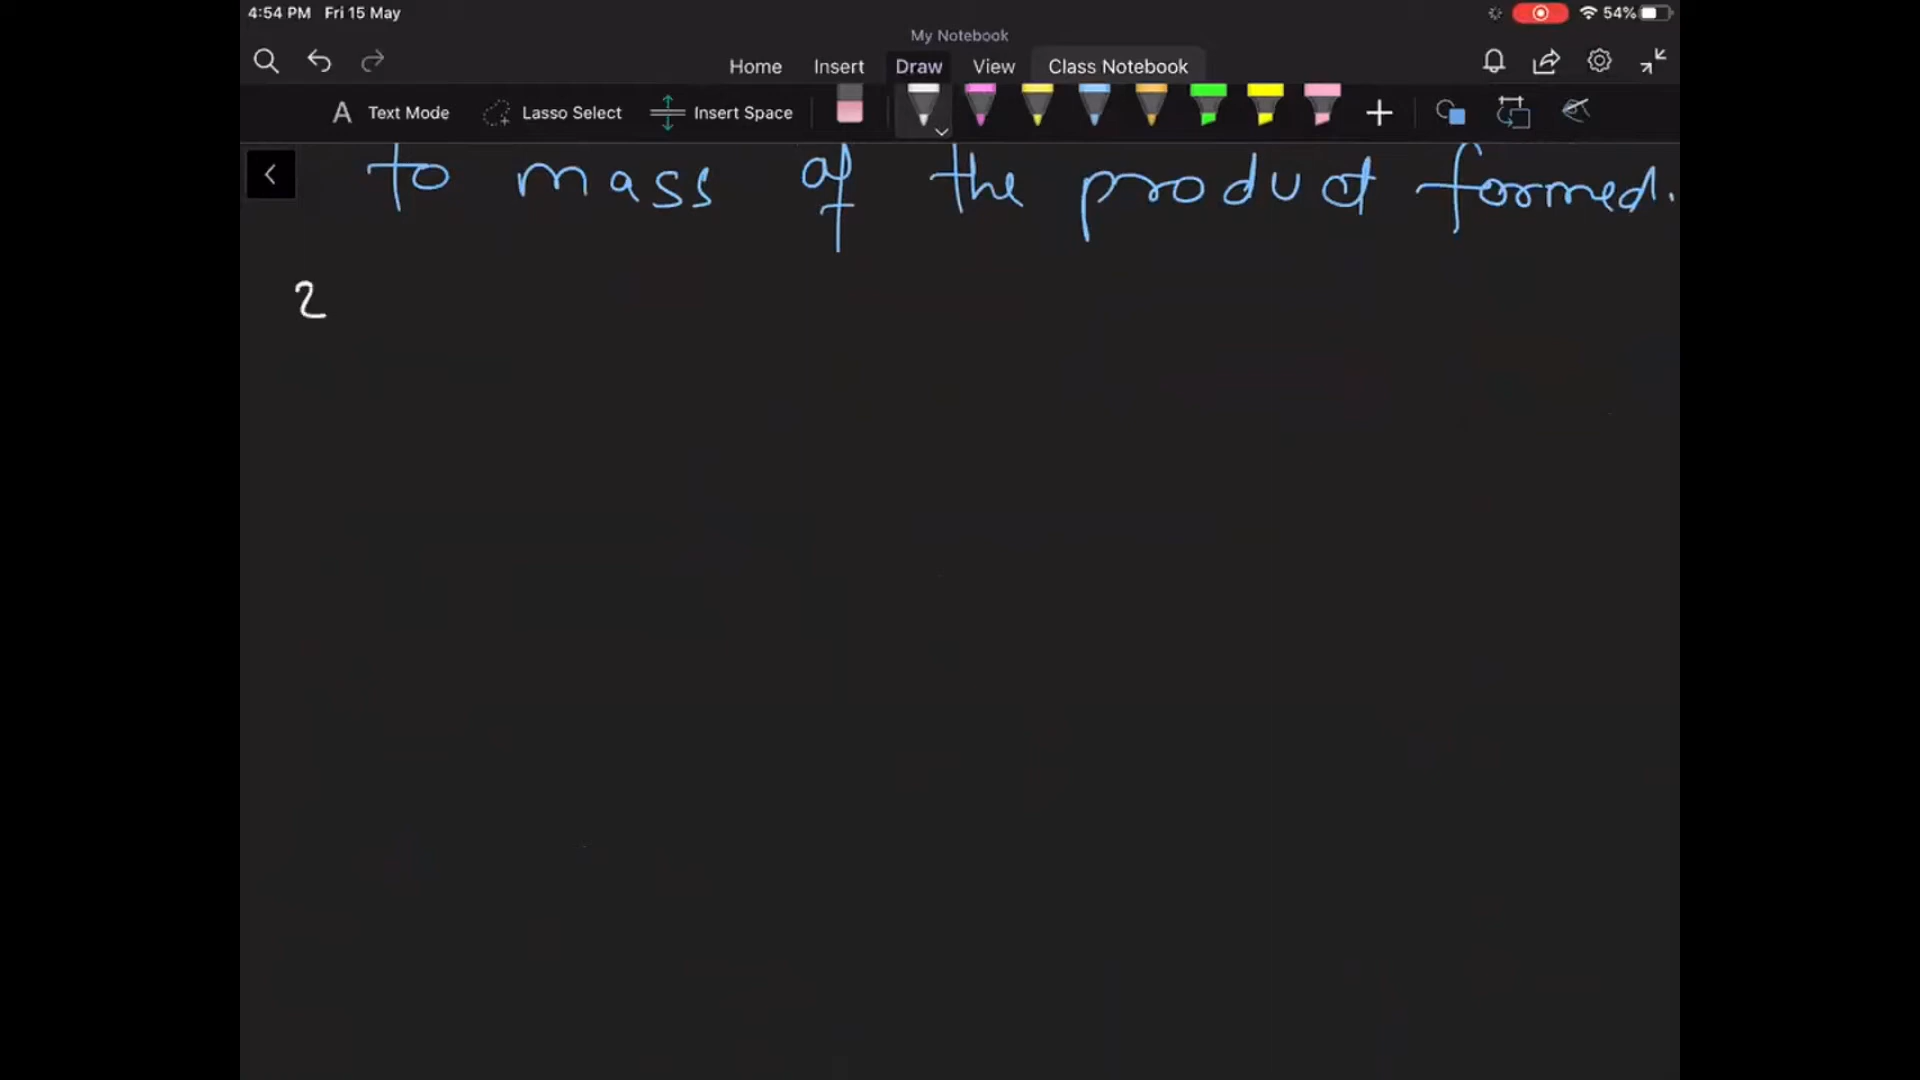 4:54 PM Fri 15 May
54%
My Notebook
Home Insert Draw View Class Notebook
A Text Mode Lasso Select Insert Space
to mass of the product formed.
2